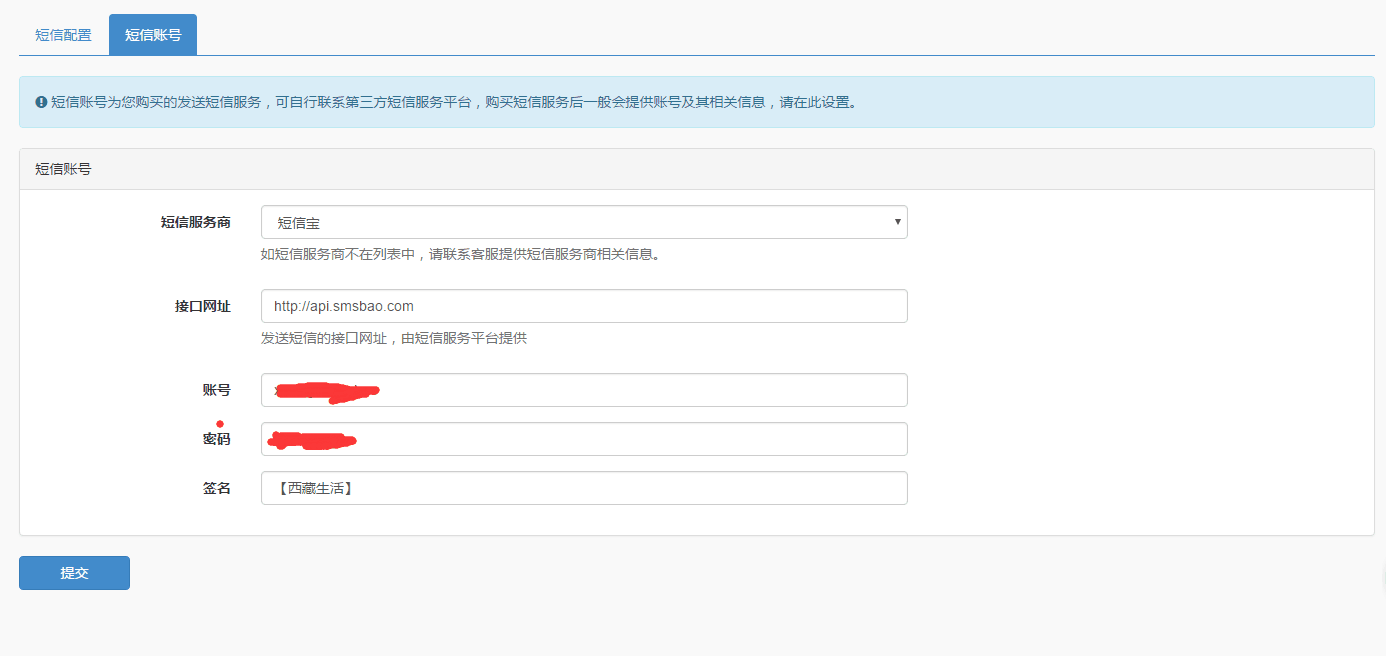 短信配置 短信账号
短信账号为您购买的发送短信服务，可自行联系第三方短信服务平台，购买短信服务后一般会提供账号及其相关信息，请在此设置。
短信账号
短信服务商 短信宝
如短信服务商不在列表中，请联系客服提供短信服务商相关信息。
接口网址 http://api.smsbao.com
发送短信的接口网址，由短信服务平台提供
账号
密码
签名 【西藏生活】
提交